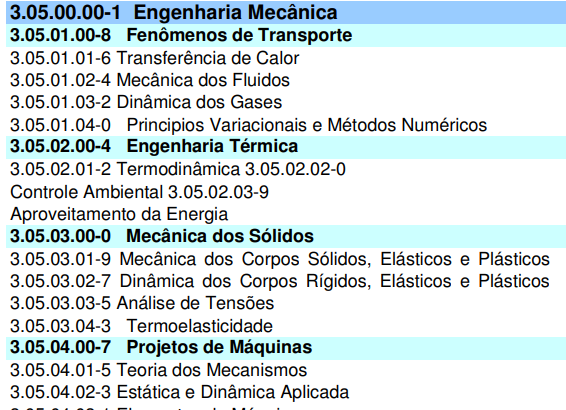 3.05.00.00-1 Engenharia Mecânica
3.05.01.00-8 Fenômenos de Transporte
3.05.01.01-6 Transferência de Calor
3.05.01.02-4 Mecânica dos Fluidos
3.05.01.03-2 Dinâmica dos Gases
3.05.01.04-0 Principios Variacionais e Métodos Numéricos
3.05.02.00-4 Engenharia Térmica
3.05.02.01-2 Termodinâmica 3.05.02.02-0
Controle Ambiental 3.05.02.03-9
Aproveitamento da Energia
3.05.03.00-0 Mecânica dos Sólidos
3.05.03.01-9 Mecânica dos Corpos Sólidos, Elásticos e Plásticos
3.05.03.02-7 Dinâmica dos Corpos Rígidos, Elásticos e Plásticos
3.05.03.03-5 Análise de Tensões
3.05.03.04-3 Termoelasticidade
3.05.04.00-7 Projetos de Máquinas
3.05.04.01-5 Teoria dos Mecanismos
3.05.04.02-3 Estática e Dinâmica Aplicada